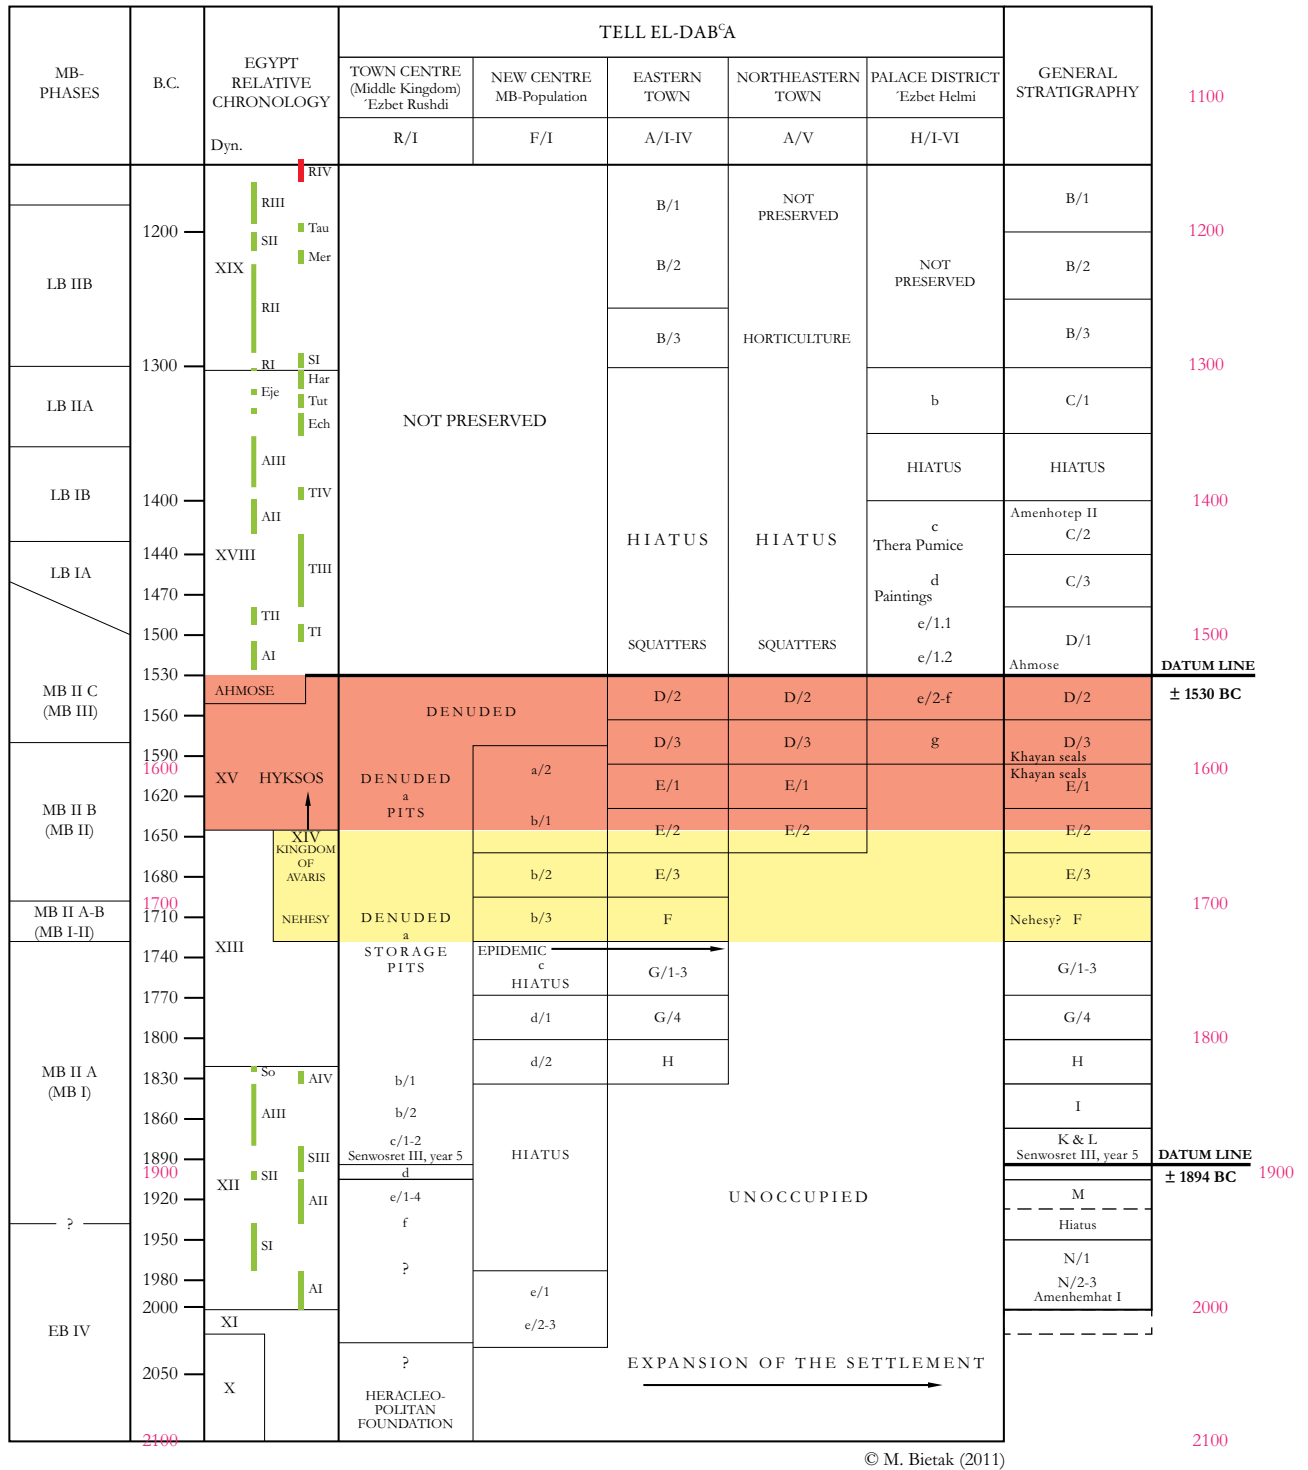 TELL EL-DABᶜA
MB-
PHASES
B.C.
EGYPT
RELATIVE
CHRONOLOGY
Dyn.
TOWN CENTRE
(Middle Kingdom)
ʿEzbet Rushdi
NEW CENTRE
MB-Population
EASTERN
TOWN
NORTHEASTERN
TOWN
PALACE DISTRICT
ʿEzbet Helmi
GENERAL
STRATIGRAPHY
R/I
F/I
A/I-IV
A/V
H/I-VI
LB IIB
LB IIA
LB IB
LB IA
MB II C
(MB III)
MB II B
(MB II)
MB II A-B
(MB I-II)
MB II A
(MB I)
?
EB IV
1200
1300
1400
1440
1470
1500
1530
1560
1590
1600
1620
1650
1680
1700
1710
1740
1770
1800
1830
1860
1890
1900
1920
1950
1980
2000
2050
2100
RIV
RIII
Tau
SII
Mer
XIX
RII
SI
RI
Har
Eje
Tut
Ech
AIII
TIV
AII
XVIII
TIII
TII
TI
AI
AHMOSE
XV HYKSOS
XIV
KINGDOM
OF
AVARIS
NEHESY
XIII
So
AIV
AIII
SIII
SII
XII
AII
SI
AI
XI
X
NOT PRESERVED
DENUDED
DENUDED
a
PITS
DENUDED
a
STORAGE
PITS
b/1
b/2
c/1-2
Senwosret III, year 5
d
e/1-4
f
?
?
HERACLEO-
POLITAN
FOUNDATION
a/2
b/1
b/2
b/3
EPIDEMIC
c
HIATUS
d/1
d/2
HIATUS
e/1
e/2-3
B/1
B/2
B/3
HIATUS
SQUATTERS
D/2
D/3
E/1
E/2
E/3
F
G/1-3
G/4
H
NOT
PRESERVED
HORTICULTURE
HIATUS
SQUATTERS
D/2
D/3
E/1
E/2
UNOCCUPIED
EXPANSION OF THE SETTLEMENT
NOT
PRESERVED
b
HIATUS
c
Thera Pumice
d
Paintings
e/1.1
e/1.2
e/2-f
g
B/1
B/2
B/3
C/1
HIATUS
Amenhotep II
C/2
C/3
D/1
Ahmose
D/2
D/3
Khayan seals
Khayan seals
E/1
E/2
E/3
Nehesy? F
G/1-3
G/4
H
I
K & L
Senwosret III, year 5
M
Hiatus
N/1
N/2-3
Amenhemhat I
1100
1200
1300
1400
1500
DATUM LINE
± 1530 BC
1600
1700
1800
DATUM LINE
± 1894 BC
1900
2000
2100
© M. Bietak (2011)